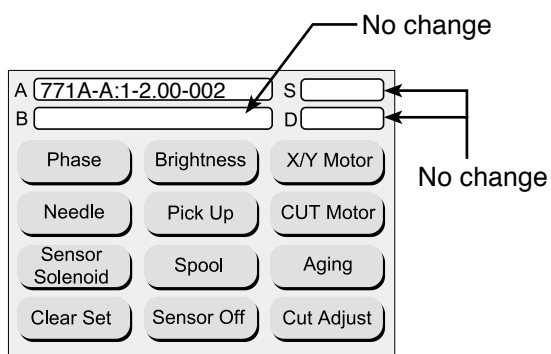 No change
A 771A-A:1-2.00-002 S
B D
No change
Phase Brightness X/Y Motor
Needle Pick Up CUT Motor
Sensor Solenoid Spool Aging
Clear Set Sensor Off Cut Adjust